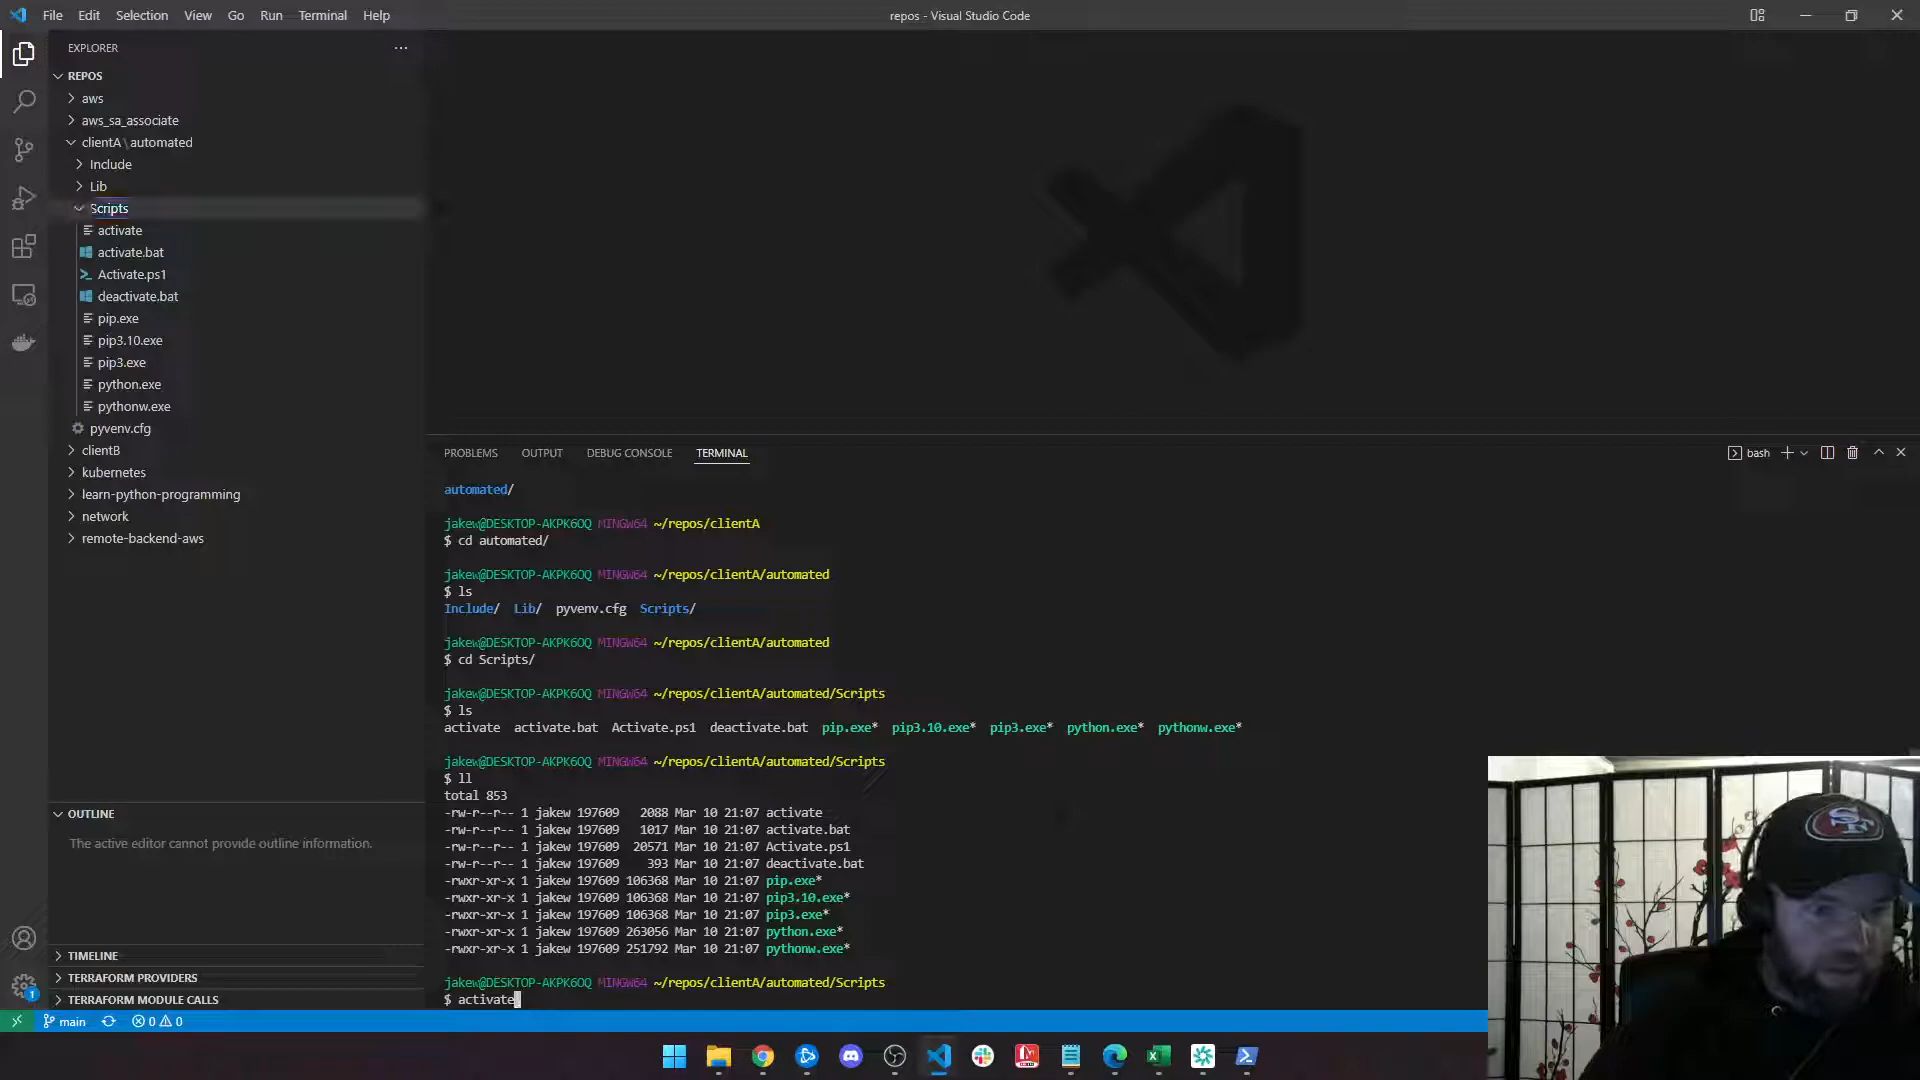 File Edit Selection View Go Run Terminal Help
repos - Visual Studio Code
EXPLORER
REPOS
aws
aws_sa_associate
clientA\automated
Include
Lib
Scripts
activate
activate.bat
Activate.ps1
deactivate.bat
pip.exe
pip3.10.exe
pip3.exe
python.exe
pythonw.exe
pyvenv.cfg
clientB
kubernetes
learn-python-programming
network
remote-backend-aws
OUTLINE
The active editor cannot provide outline information.
TIMELINE
TERRAFORM PROVIDERS
TERRAFORM MODULE CALLS
1
main
0 0
PROBLEMS OUTPUT DEBUG CONSOLE TERMINAL
bash
automated/
jakew@DESKTOP-AKPK6OQ MINGW64 ~/repos/clientA
$ cd automated/
jakew@DESKTOP-AKPK6OQ MINGW64 ~/repos/clientA/automated
$ ls
Include/ Lib/ pyvenv.cfg Scripts/
jakew@DESKTOP-AKPK6OQ MINGW64 ~/repos/clientA/automated
$ cd Scripts/
jakew@DESKTOP-AKPK6OQ MINGW64 ~/repos/clientA/automated/Scripts
$ ls
activate activate.bat Activate.ps1 deactivate.bat pip.exe* pip3.10.exe* pip3.exe* python.exe* pythonw.exe*
jakew@DESKTOP-AKPK6OQ MINGW64 ~/repos/clientA/automated/Scripts
$ ll
total 853
-rw-r--r-- 1 jakew 197609 2088 Mar 10 21:07 activate
-rw-r--r-- 1 jakew 197609 1017 Mar 10 21:07 activate.bat
-rw-r--r-- 1 jakew 197609 20571 Mar 10 21:07 Activate.ps1
-rw-r--r-- 1 jakew 197609 393 Mar 10 21:07 deactivate.bat
-rwxr-xr-x 1 jakew 197609 106368 Mar 10 21:07 pip.exe*
-rwxr-xr-x 1 jakew 197609 106368 Mar 10 21:07 pip3.10.exe*
-rwxr-xr-x 1 jakew 197609 106368 Mar 10 21:07 pip3.exe*
-rwxr-xr-x 1 jakew 197609 263056 Mar 10 21:07 python.exe*
-rwxr-xr-x 1 jakew 197609 251792 Mar 10 21:07 pythonw.exe*
jakew@DESKTOP-AKPK6OQ MINGW64 ~/repos/clientA/automated/Scripts
$ activate
SF